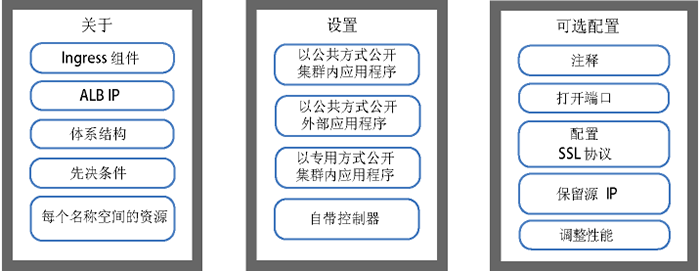 关于
Ingress 组件
ALB IP
体系结构
先决条件
每个名称空间的资源
设置
以公共方式公开
集群内应用程序
以公共方式公开
外部应用程序
以专用方式公开
集群内应用程序
自带控制器
可选配置
注释
打开端口
配置
SSL 协议
保留源 IP
调整性能